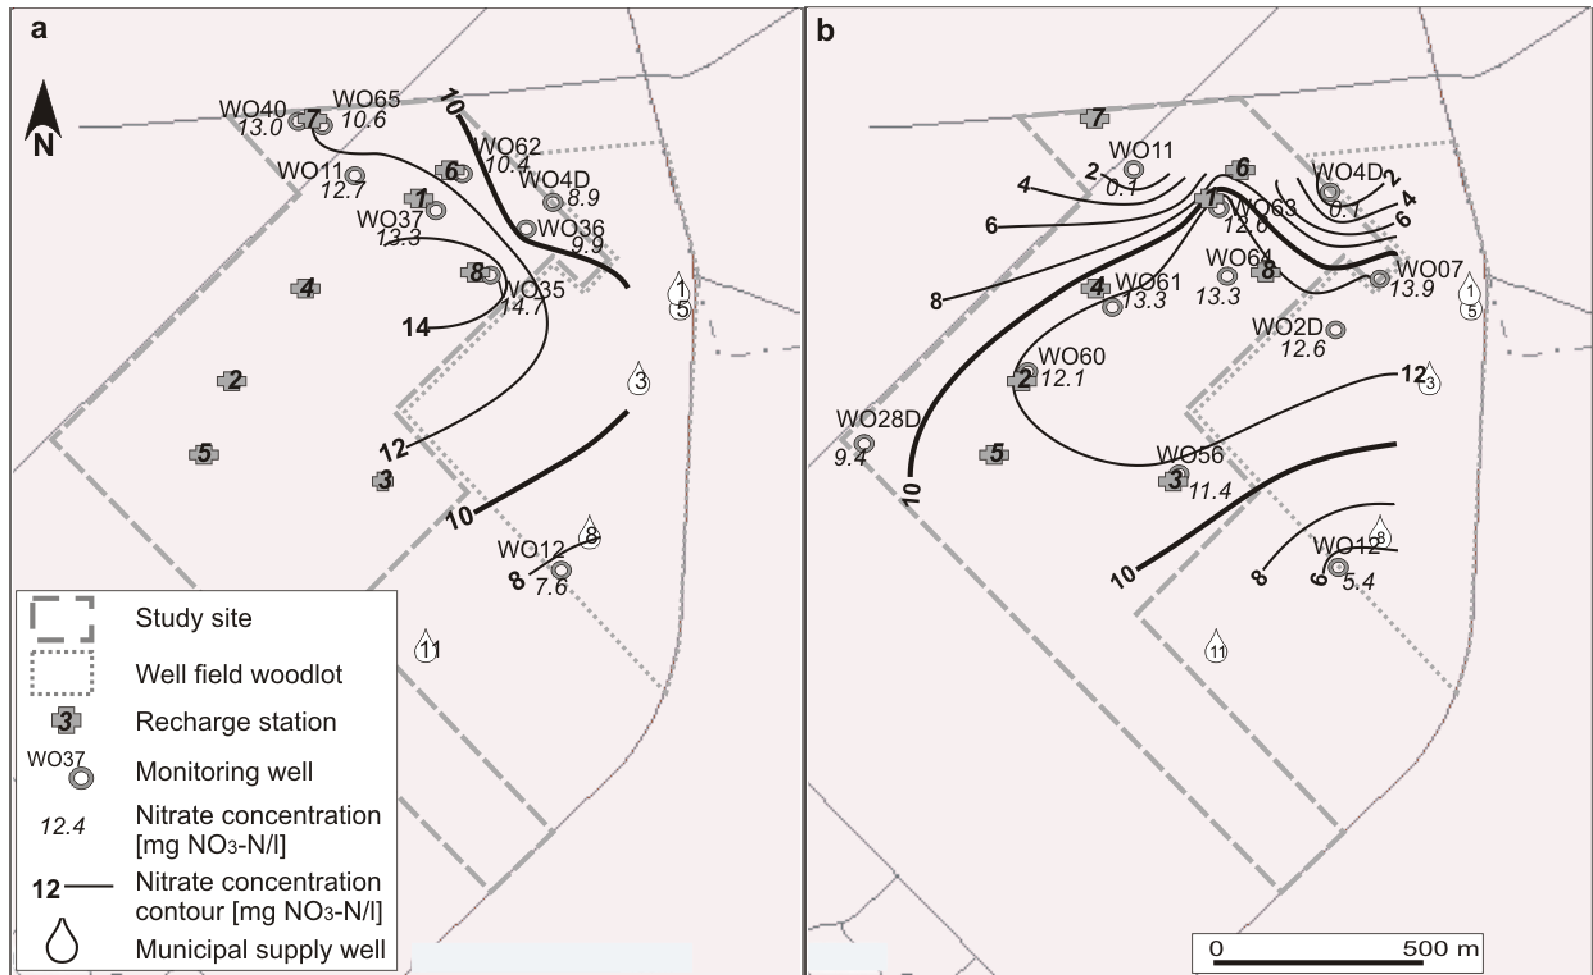 a
N
10
WO65
WO40
7
10.6
13.0
WO62
10.4
6
WO11
12.7
WO4D
8.9
1
WO37
13.3
WO36
9.9
8
WO35
14.7
4
14
1
5
2
3
5
12
3
10
8
WO12
8
7.6
11
Study site
Well field woodlot
3
Recharge station
WO37
Monitoring well
12.4
Nitrate concentration
[mg NO3-N/l]
12
Nitrate concentration
contour [mg NO3-N/l]
Municipal supply well
b
7
WO11
2
0.1
4
6
WO4D
0.1
2
4
6
6
1
WO63
12.6
WO64
13.3
8
WO07
13.9
4
WO61
13.3
8
1
5
WO2D
12.6
WO60
12.1
2
12
3
WO28D
9.4
5
10
WO56
3
11.4
10
8
8
WO12
6
5.4
11
0
500 m